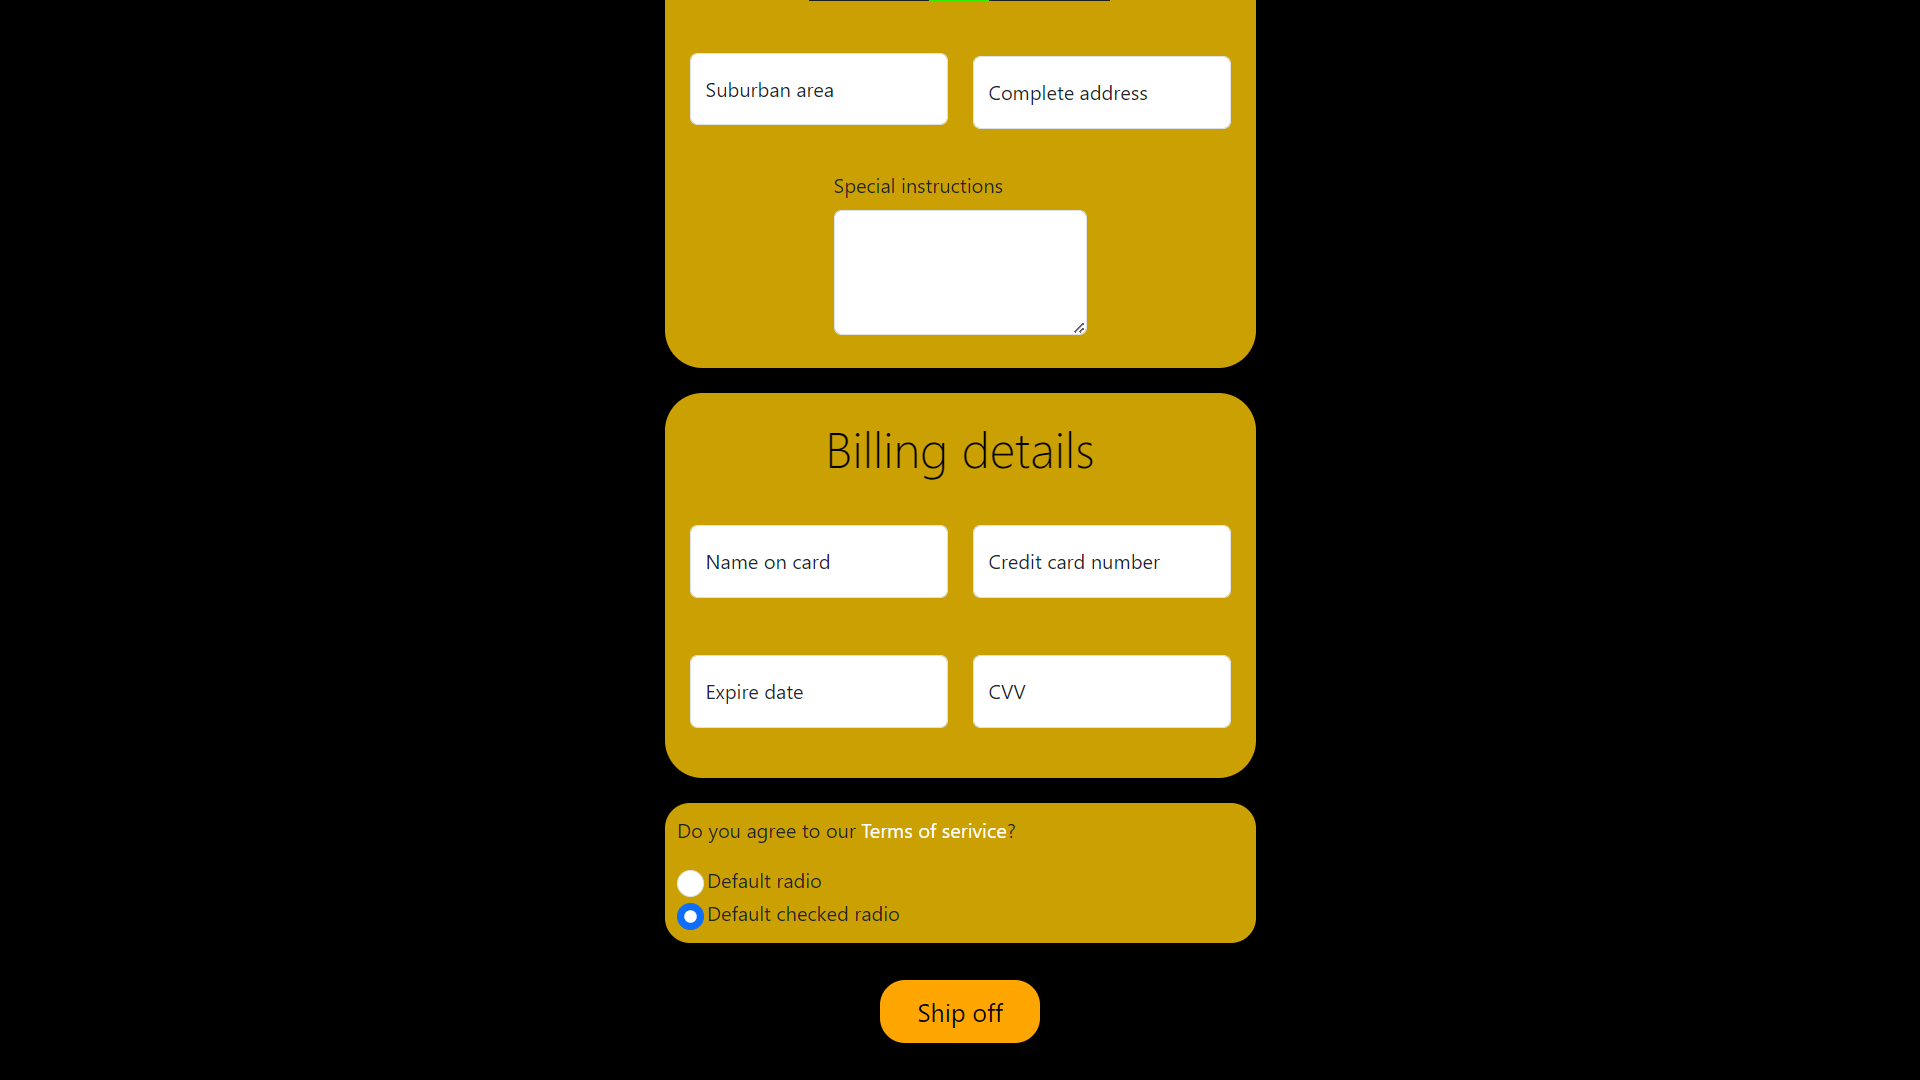 Suburban area
Complete address
Special instructions
Billing details
Name on card
Credit card number
Expire date
CVV
Do you agree to our Terms of serivice?
Default radio
Default checked radio
Ship off